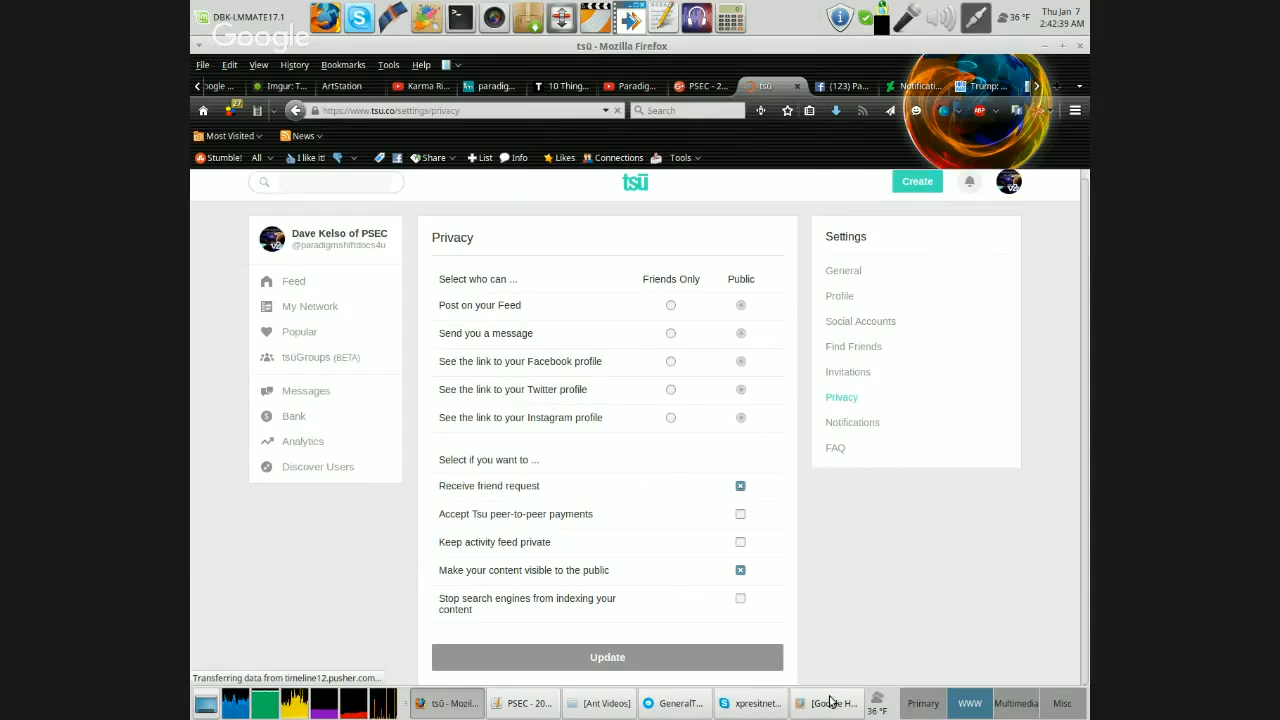 DBK-LMMATE17.1
Google
36 °F
Thu Jan 7
2:42:39 AM
tsū - Mozilla Firefox
File Edit View History Bookmarks Tools Help
oogle ... Imgur: T... ArtStation Karma Ri... paradig... 10 Thing... Paradig... PSEC - 2... tsū (123) Pa... Notificati... Trump: ...
27
https://www.tsu.co/settings/privacy
Search
ABP
Most Visited News
Stumble! All I like it! Share List Info Likes Connections Tools
tsū
Create
Dave Kelso of PSEC
@paradigmshiftdocs4u
Feed
My Network
Popular
tsūGroups (BETA)
Messages
Bank
Analytics
Discover Users
Privacy
Select who can ... Friends Only Public
Post on your Feed
Send you a message
See the link to your Facebook profile
See the link to your Twitter profile
See the link to your Instagram profile
Select if you want to ...
Receive friend request
Accept Tsu peer-to-peer payments
Keep activity feed private
Make your content visible to the public
Stop search engines from indexing your
content
Update
Settings
General
Profile
Social Accounts
Find Friends
Invitations
Privacy
Notifications
FAQ
Transferring data from timeline12.pusher.com...
tsū - Mozil... PSEC - 20... [Ant Videos] GeneralT... xpresitnet... [Google H... 36 °F Primary WWW Multimedia Misc